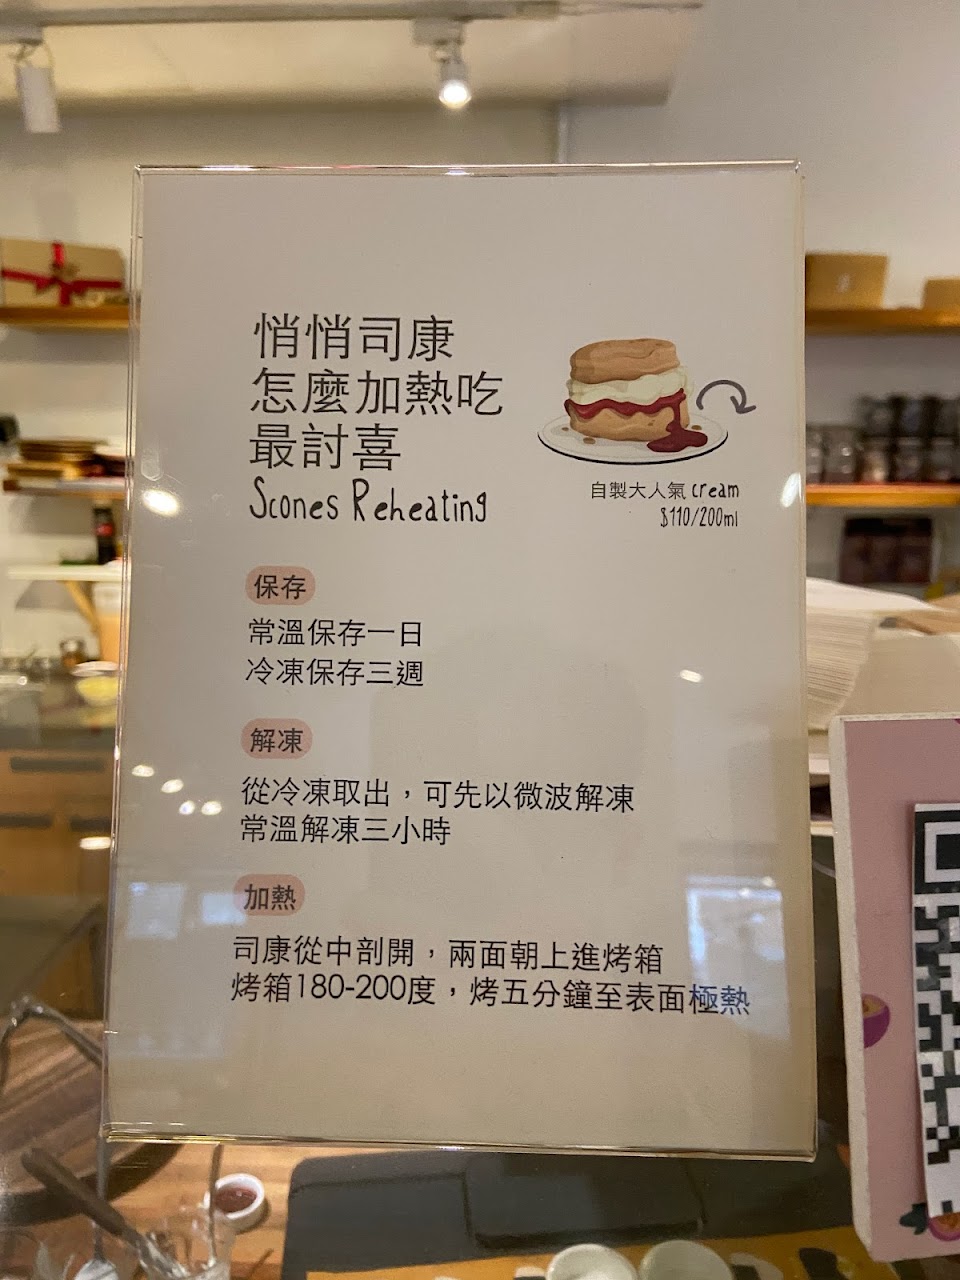 悄悄司康
怎麼加熱吃
最討喜
Scones Reheating
自製大人氣 cream
$110/200ml
保存
常溫保存一日
冷凍保存三週
解凍
從冷凍取出，可先以微波解凍
常溫解凍三小時
加熱
司康從中剖開，兩面朝上進烤箱
烤箱180-200度，烤五分鐘至表面極熱